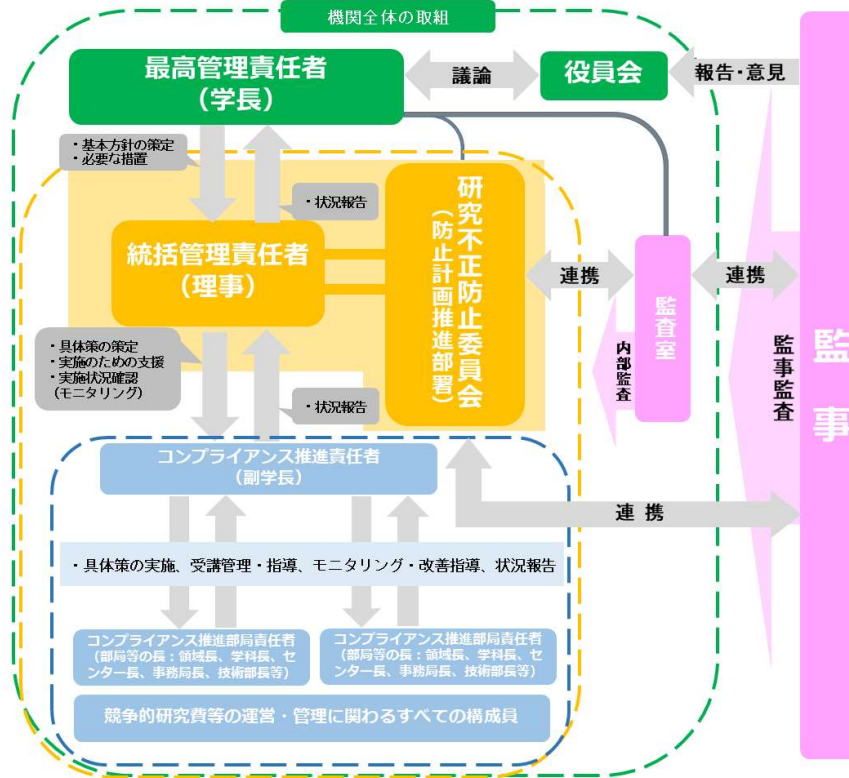 機関全体の取組
最高管理責任者
(学長)
議論
役員会
報告・意見
・基本方針の策定
・必要な措置
・状況報告
統括管理責任者
(理事)
研究不正防止委員会
(防止計画推進部署)
連携
監査室
連携
内部監査
監事監査
監事
・具体策の策定
・実施のための支援
・実施状況確認
(モニタリング)
・状況報告
コンプライアンス推進責任者
(副学長)
連 携
・具体策の実施、受講管理・指導、モニタリング・改善指導、状況報告
コンプライアンス推進部局責任者
(部局等の長:領域長、学科長、セ
ンター長、事務局長、技術部長等)
コンプライアンス推進部局責任者
(部局等の長:領域長、学科長、セ
ンター長、事務局長、技術部長等)
競争的研究費等の運営・管理に関わるすべての構成員